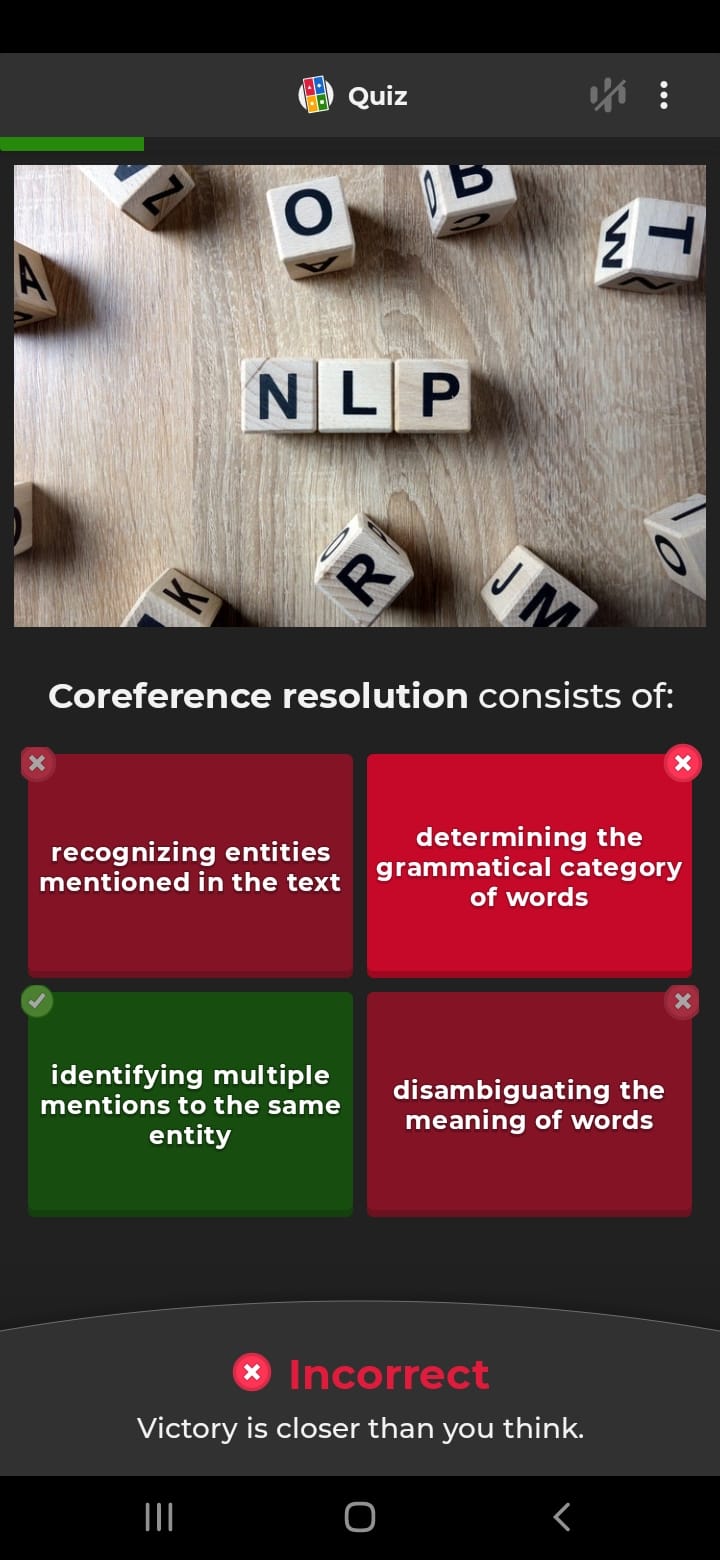 Quiz
Z
O
A
B
D
C
T
M
Z
A
N L P
K
R
O
P
J
M
O
I
Coreference resolution consists of:
recognizing entities
mentioned in the text
determining the
grammatical category
of words
identifying multiple
mentions to the same
entity
disambiguating the
meaning of words
Incorrect
Victory is closer than you think.